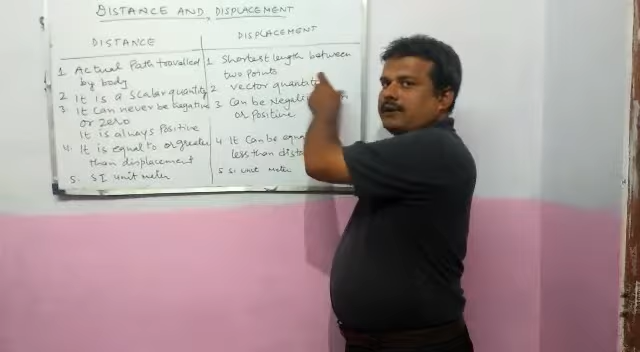 DISTANCE AND DISPLACEMENT
DISTANCE
1 Actual Path travelled
by body
2 It is a Scalar quantity
3 It can never be negative
or zero
It is always Positive
4. It is equal to or greater
than displacement
5. SI unit meter
DISPLACEMENT
1 Shortest length between
two points
2 vector quantity
3 Can be Negative
or Positive
4 It Can be
less than
5 SI unit meter